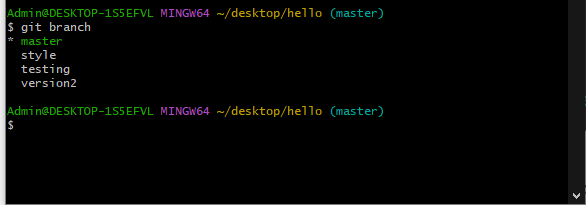 Admin@DESKTOP-1S5EFVL MINGW64 ~/desktop/hello (master)
$ git branch
* master
  style
  testing
  version2
Admin@DESKTOP-1S5EFVL MINGW64 ~/desktop/hello (master)
$